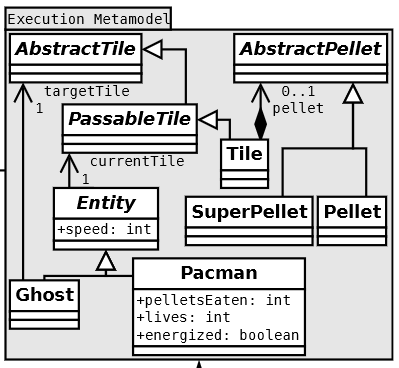 Execution Metamodel
AbstractTile
AbstractPellet
targetTile
1
0..1
pellet
PassableTile
Tile
currentTile
1
Entity
+speed: int
SuperPellet
Pellet
Pacman
+pelletsEaten: int
+lives: int
+energized: boolean
Ghost